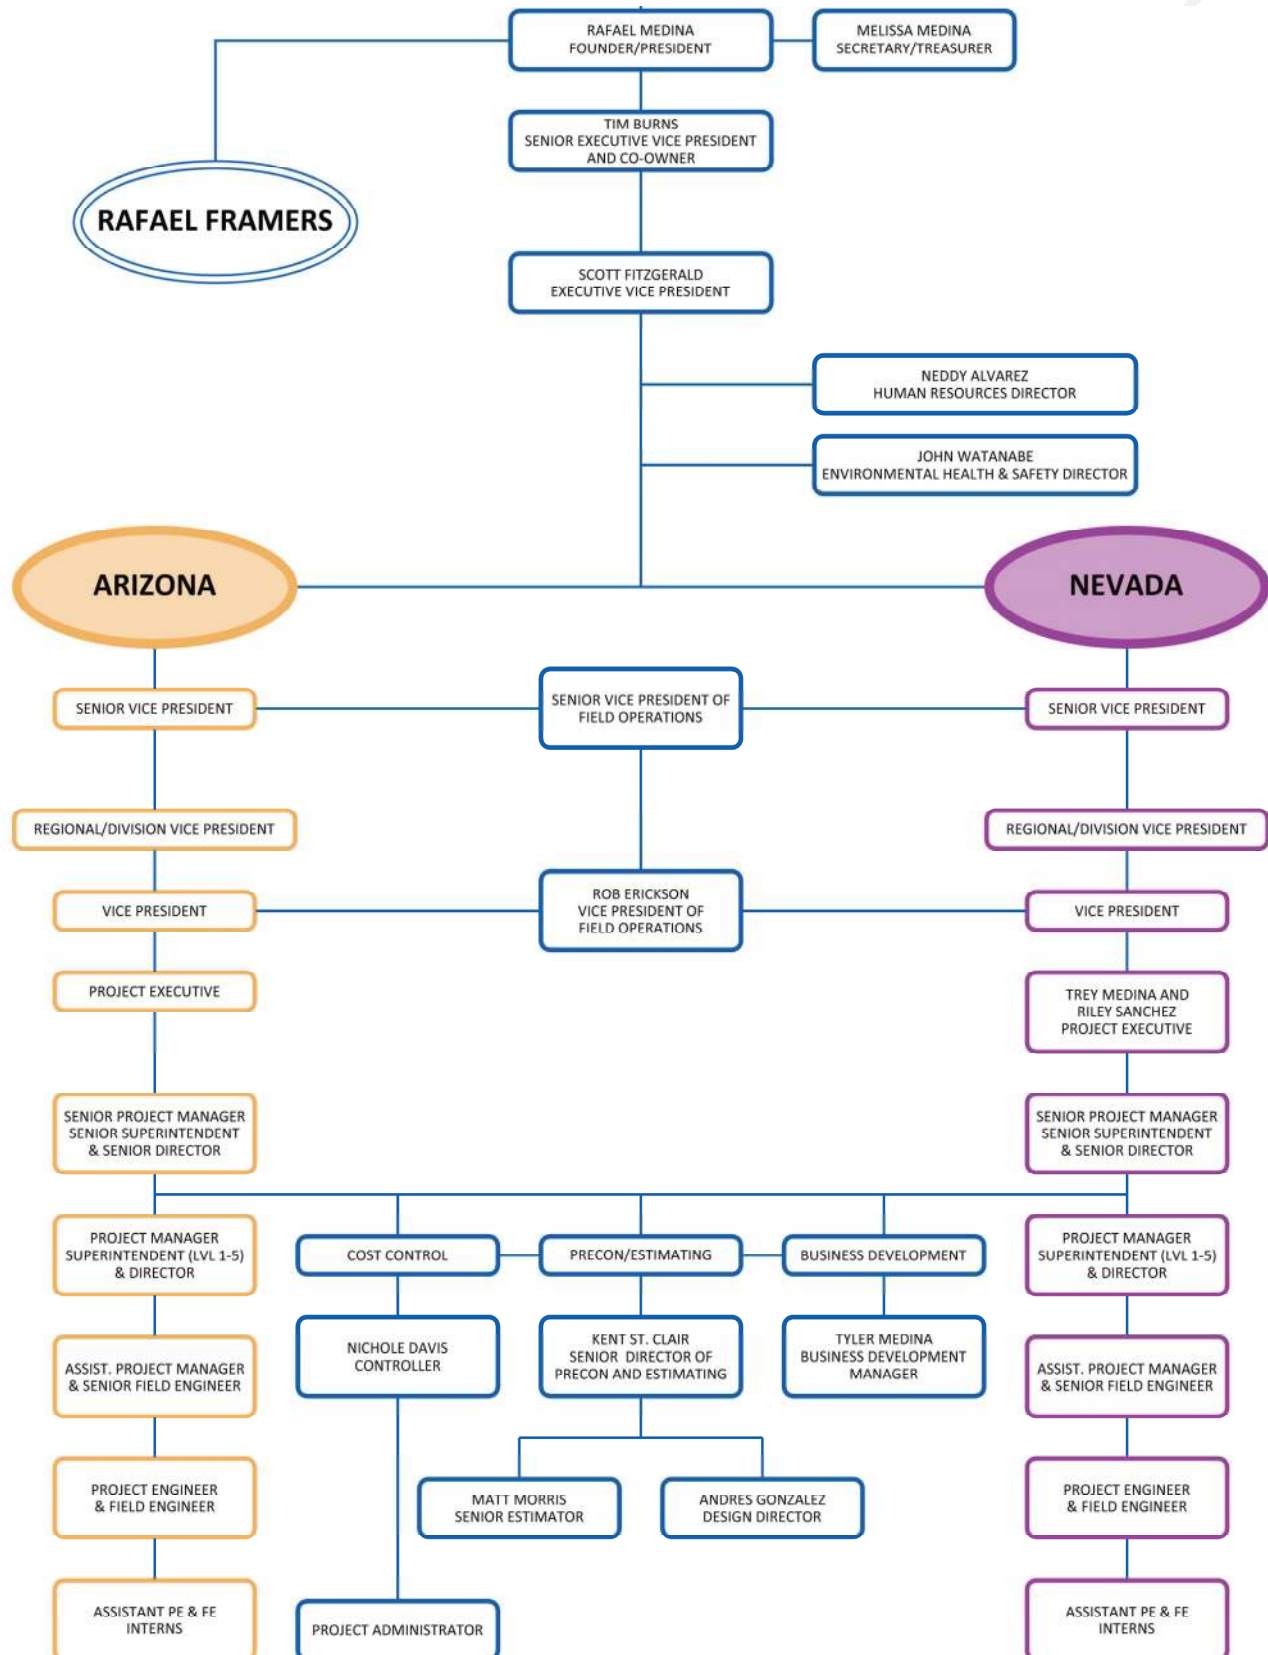 RAFAEL MEDINA
FOUNDER/PRESIDENT
MELISSA MEDINA
SECRETARY/TREASURER
TIM BURNS
SENIOR EXECUTIVE VICE PRESIDENT
AND CO-OWNER
RAFAEL FRAMERS
SCOTT FITZGERALD
EXECUTIVE VICE PRESIDENT
NEDDY ALVAREZ
HUMAN RESOURCES DIRECTOR
JOHN WATANABE
ENVIRONMENTAL HEALTH & SAFETY DIRECTOR
ARIZONA
NEVADA
SENIOR VICE PRESIDENT
SENIOR VICE PRESIDENT OF
FIELD OPERATIONS
SENIOR VICE PRESIDENT
REGIONAL/DIVISION VICE PRESIDENT
REGIONAL/DIVISION VICE PRESIDENT
VICE PRESIDENT
ROB ERICKSON
VICE PRESIDENT OF
FIELD OPERATIONS
VICE PRESIDENT
PROJECT EXECUTIVE
TREY MEDINA AND
RILEY SANCHEZ
PROJECT EXECUTIVE
SENIOR PROJECT MANAGER
SENIOR SUPERINTENDENT
& SENIOR DIRECTOR
SENIOR PROJECT MANAGER
SENIOR SUPERINTENDENT
& SENIOR DIRECTOR
PROJECT MANAGER
SUPERINTENDENT (LVL 1-5)
& DIRECTOR
COST CONTROL
PRECON/ESTIMATING
BUSINESS DEVELOPMENT
PROJECT MANAGER
SUPERINTENDENT (LVL 1-5)
& DIRECTOR
ASSIST. PROJECT MANAGER
& SENIOR FIELD ENGINEER
NICHOLE DAVIS
CONTROLLER
KENT ST. CLAIR
SENIOR DIRECTOR OF
PRECON AND ESTIMATING
TYLER MEDINA
BUSINESS DEVELOPMENT
MANAGER
ASSIST. PROJECT MANAGER
& SENIOR FIELD ENGINEER
PROJECT ENGINEER
& FIELD ENGINEER
MATT MORRIS
SENIOR ESTIMATOR
ANDRES GONZALEZ
DESIGN DIRECTOR
PROJECT ENGINEER
& FIELD ENGINEER
ASSISTANT PE & FE
INTERNS
PROJECT ADMINISTRATOR
ASSISTANT PE & FE
INTERNS